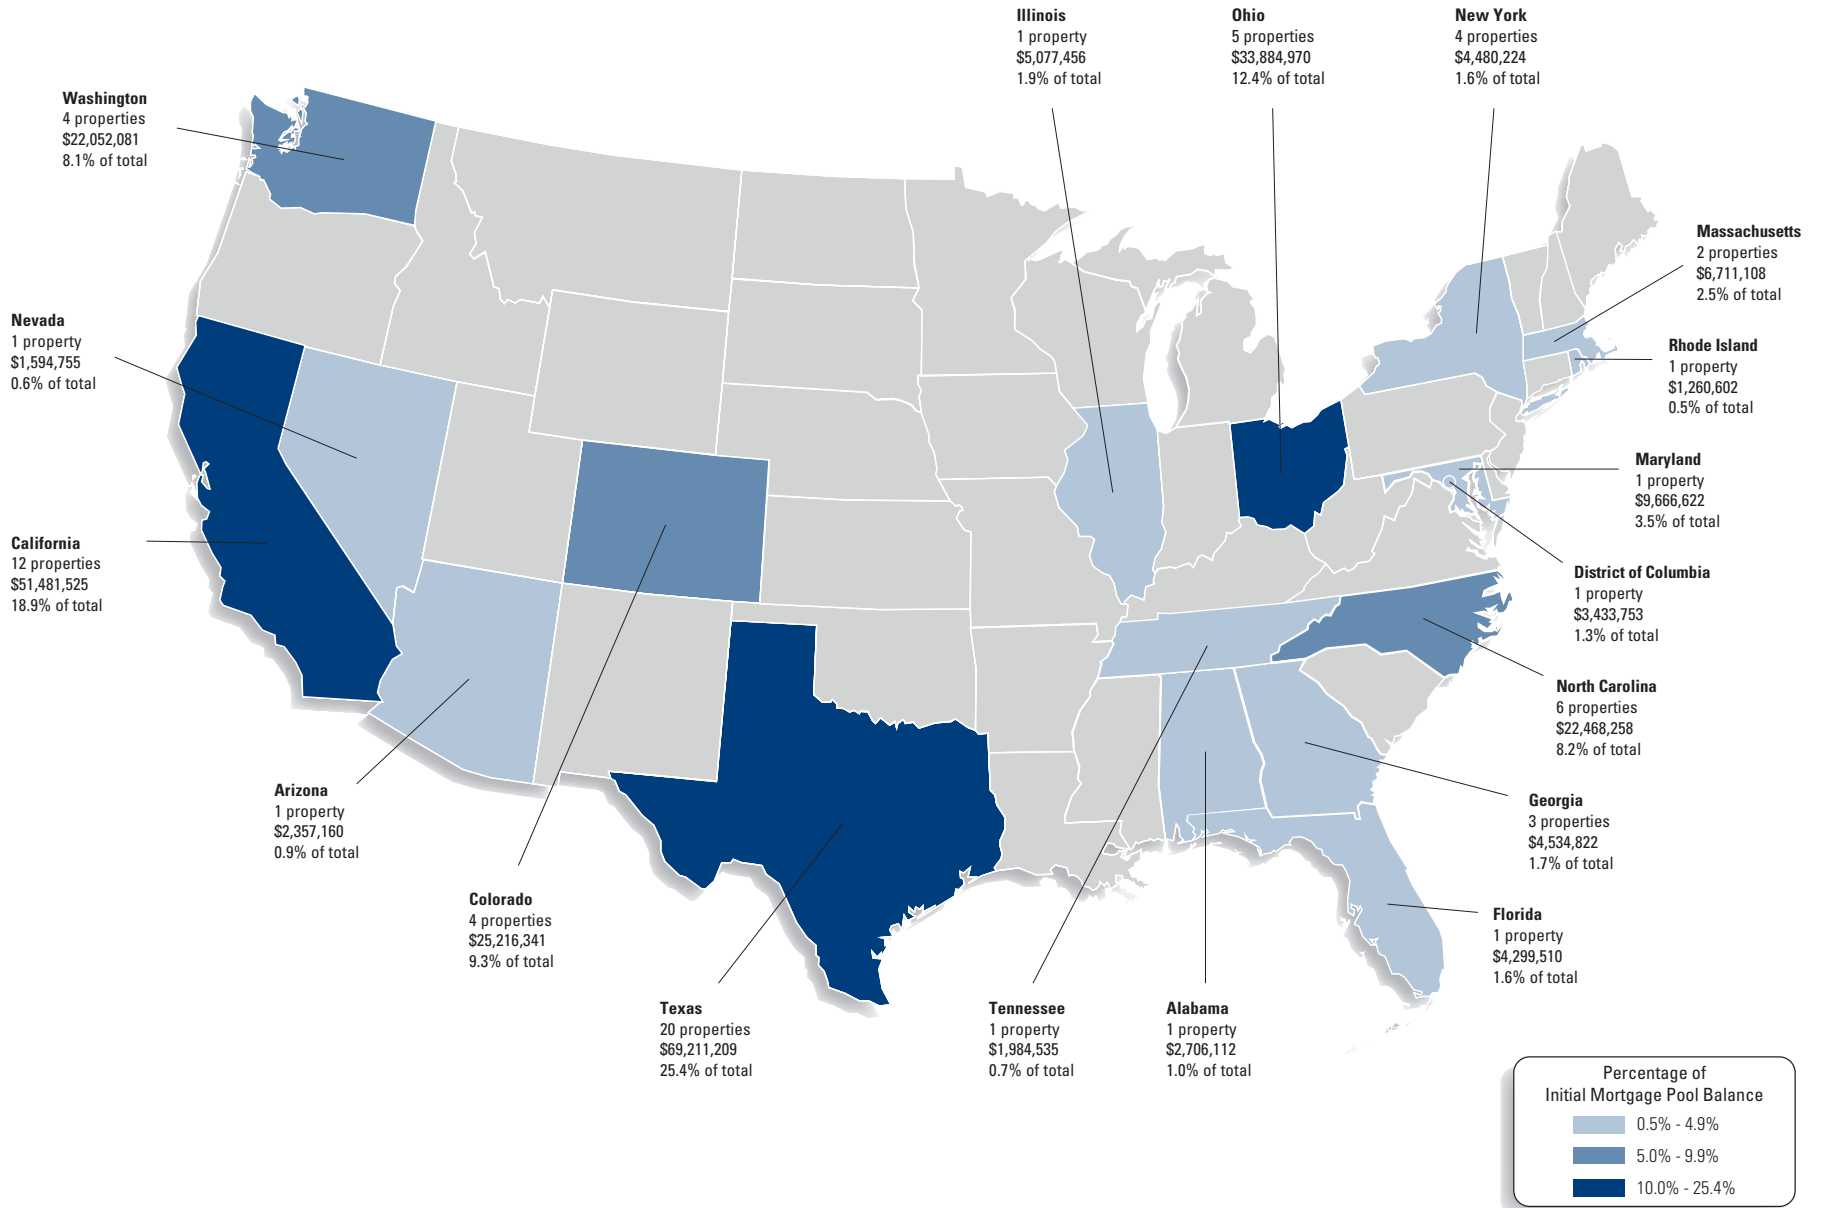 Illinois
1 property
$5,077,456
1.9% of total
Ohio
5 properties
$33,884,970
12.4% of total
New York
4 properties
$4,480,224
1.6% of total
Washington
4 properties
$22,052,081
8.1% of total
Massachusetts
2 properties
$6,711,108
2.5% of total
Nevada
1 property
$1,594,755
0.6% of total
Rhode Island
1 property
$1,260,602
0.5% of total
Maryland
1 property
$9,666,622
3.5% of total
California
12 properties
$51,481,525
18.9% of total
District of Columbia
1 property
$3,433,753
1.3% of total
North Carolina
6 properties
$22,468,258
8.2% of total
Arizona
1 property
$2,357,160
0.9% of total
Georgia
3 properties
$4,534,822
1.7% of total
Colorado
4 properties
$25,216,341
9.3% of total
Florida
1 property
$4,299,510
1.6% of total
Texas
20 properties
$69,211,209
25.4% of total
Tennessee
1 property
$1,984,535
0.7% of total
Alabama
1 property
$2,706,112
1.0% of total
Percentage of
Initial Mortgage Pool Balance
0.5% - 4.9%
5.0% - 9.9%
10.0% - 25.4%